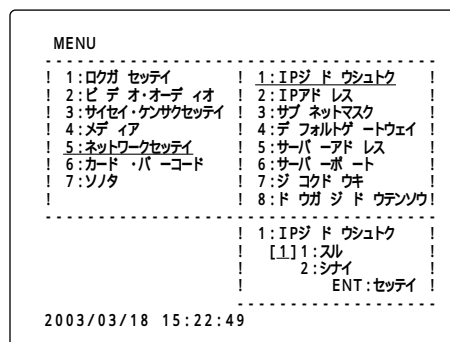 MENU
! 1:ロクガ セッテイ ! 1:IPジドウシュトク !
! 2:ビデオ・オーディオ ! 2:IPアドレス !
! 3:サイセイ・ケンサクセッテイ ! 3:サブネットマスク !
! 4:メディア ! 4:デフォルトゲートウェイ !
! 5:ネットワークセッテイ ! 5:サーバーアドレス !
! 6:カード・バーコード ! 6:サーバーポート !
! 7:ソノタ ! 7:ジコクドウキ !
! ! 8:ドウガジドウテンソウ!
! 1:IPジドウシュトク !
! [1]1:スル !
! 2:シナイ !
! ENT:セッテイ !
2003/03/18 15:22:49